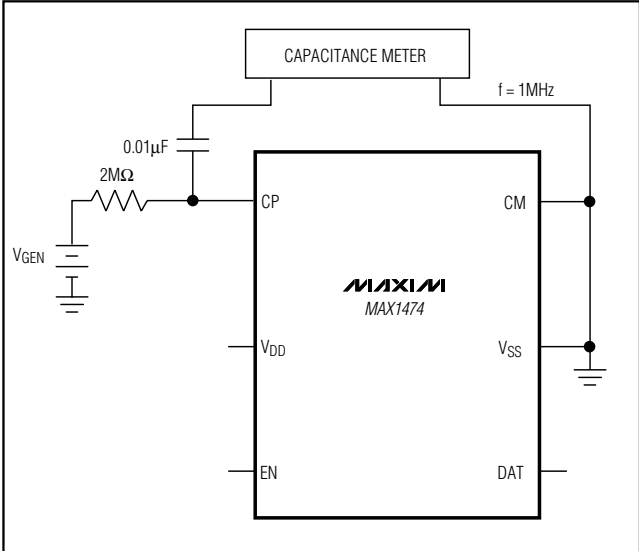 CAPACITANCE METER
f = 1MHz
0.01μF
2MΩ
CP
CM
VGEN
MAXIM
MAX1474
VDD
VSS
EN
DAT